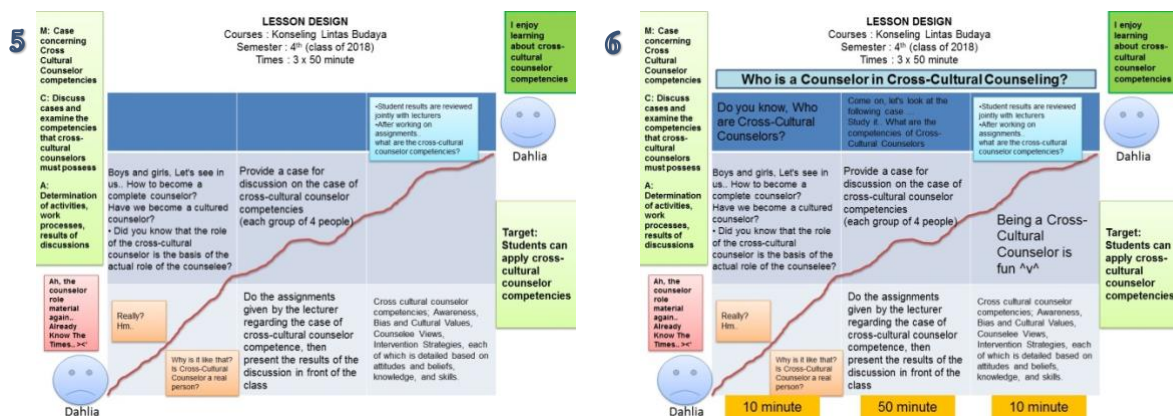 5
LESSON DESIGN
Courses : Konseling Lintas Budaya
Semester : 4th (class of 2018)
Times : 3 x 50 minute
M: Case
concerning
Cross
Cultural
Counselor
competencies
C: Discuss
cases and
examine the
competencies
that cross-
cultural
counselors
must possess
A:
Determination
of activities,
work
processes,
results of
discussions
I enjoy
learning
about cross-
cultural
counselor
competencies
Dahlia
•Student results are reviewed
jointly with lecturers
•After working on
assignments..
what are the cross-cultural
counselor competencies?
Boys and girls, Let's see in
us.. How to become a
complete counselor?
Have we become a cultured
counselor?
• Did you know that the role
of the cross-cultural
counselor is the basis of the
actual role of the counselee?
Provide a case for
discussion on the case of
cross-cultural counselor
competencies
(each group of 4 people)
Target:
Students can
apply cross-
cultural
counselor
competencies
Ah, the
counselor
role
material
again..
Already
Know The
Times.. ><'
Dahlia
Really?
Hm..
Why is it like that?
Is Cross-Cultural
Counselor a real
person?
Do the assignments
given by the lecturer
regarding the case of
cross-cultural counselor
competence, then
present the results of the
discussion in front of the
class
Cross cultural counselor
competencies; Awareness,
Bias and Cultural Values,
Counselee Views,
Intervention Strategies, each
of which is detailed based on
attitudes and beliefs,
knowledge, and skills.
6
LESSON DESIGN
Courses : Konseling Lintas Budaya
Semester : 4th (class of 2018)
Times : 3 x 50 minute
Who is a Counselor in Cross-Cultural Counseling?
M: Case
concerning
Cross
Cultural
Counselor
competencies
C: Discuss
cases and
examine the
competencies
that cross-
cultural
counselors
must possess
A:
Determination
of activities,
work
processes,
results of
discussions
I enjoy
learning
about cross-
cultural
counselor
competencies
Dahlia
Do you know, Who
are Cross-Cultural
Counselors?
Come on, let's look at the
following case ...
Study it . What are the
competencies of Cross-
Cultural Counselors
•Student results are reviewed
jointly with lecturers
•After working on
assignments..
what are the cross-cultural
counselor competencies?
Boys and girls, Let's see in
us.. How to become a
complete counselor?
Have we become a cultured
counselor?
• Did you know that the role
of the cross-cultural
counselor is the basis of the
actual role of the counselee?
Provide a case for
discussion on the case of
cross-cultural counselor
competencies
(each group of 4 people)
Being a Cross-
Cultural
Counselor is
fun ^v^
Target:
Students can
apply cross-
cultural
counselor
competencies
Ah, the
counselor
role
material
again..
Already
Know The
Times.. ><'
Dahlia
Really?
Hm..
Why is it like that?
Is Cross-Cultural
Counselor a real
person?
Do the assignments
given by the lecturer
regarding the case of
cross-cultural counselor
competence, then
present the results of the
discussion in front of the
class
Cross cultural counselor
competencies; Awareness,
Bias and Cultural Values,
Counselee Views,
Intervention Strategies, each
of which is detailed based on
attitudes and beliefs,
knowledge, and skills.
10 minute
50 minute
10 minute